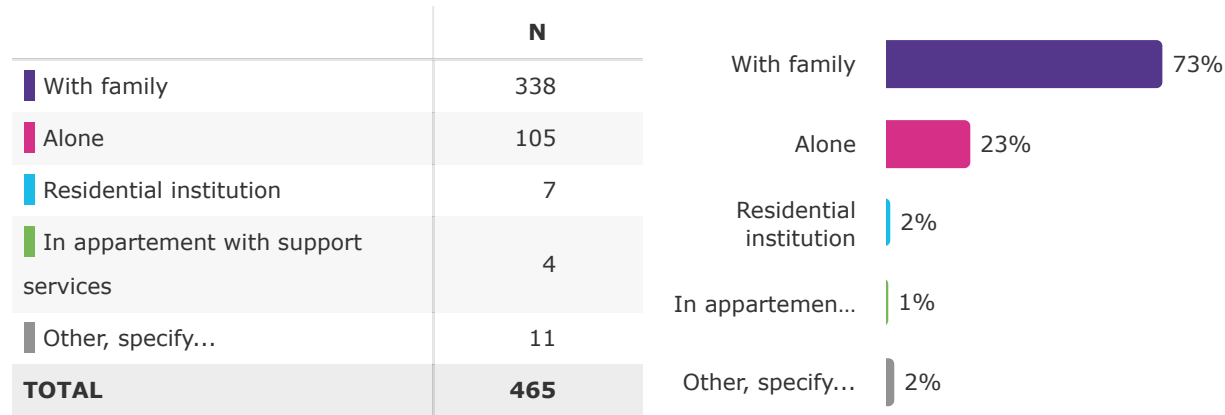 N
With family 338
Alone 105
Residential institution 7
In appartement with support
services
4
Other, specify... 11
TOTAL 465
With family 73%
Alone 23%
Residential
institution
2%
In appartemen... 1%
Other, specify... 2%